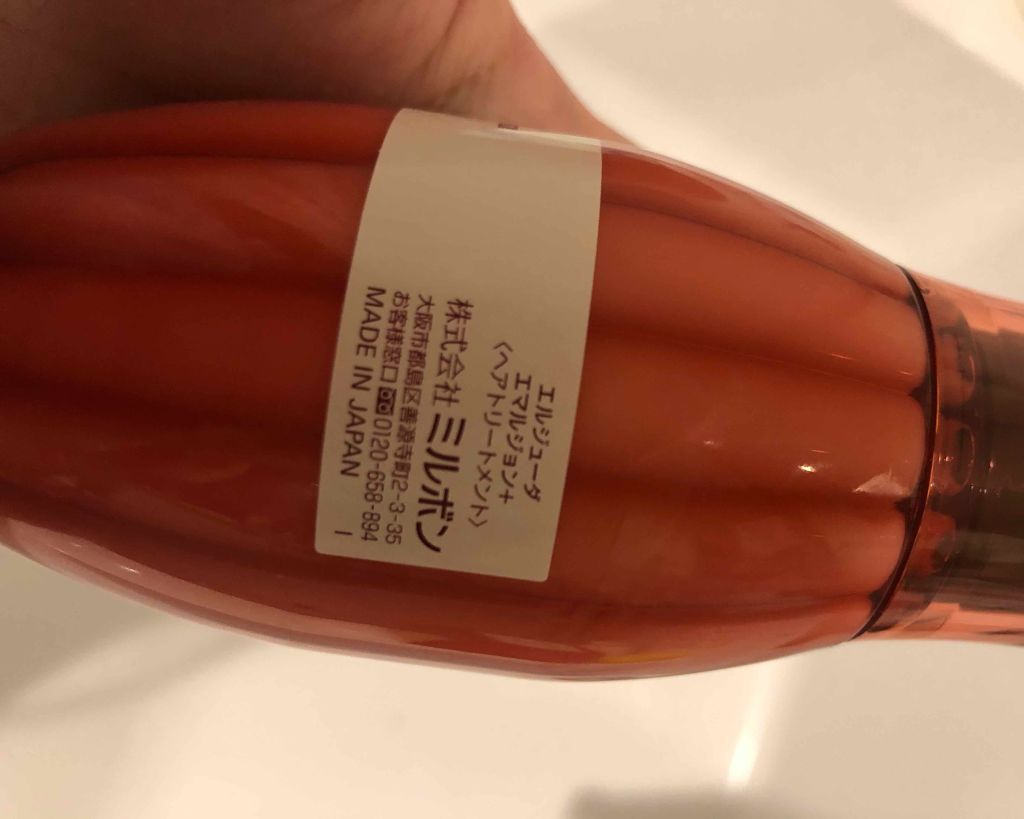 エルジューダ
エマルジョン+
〈ヘアトリートメント〉
株式会社 ミルボン
大阪市都島区善源寺町2-3-35
お客様窓口 0120-658-894
MADE IN JAPAN I